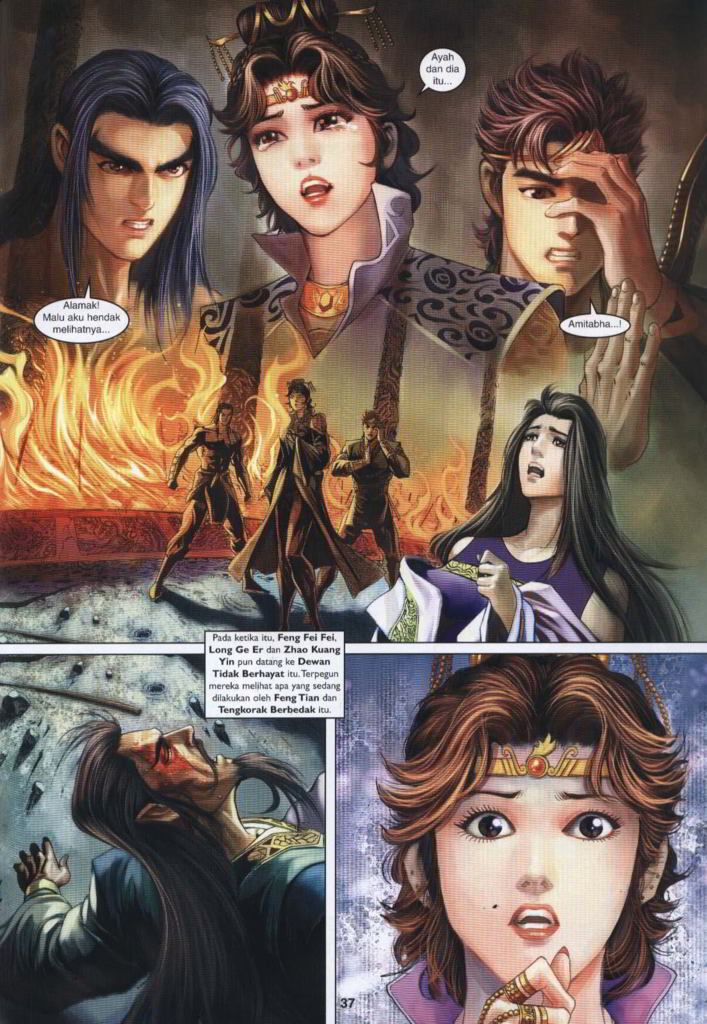 Ayah
dan dia
itu...
Alamak!
Malu aku hendak
melihatnya...
Amitabha...!
Pada ketika itu, Feng Fei Fei,
Long Ge Er dan Zhao Kuang
Yin pun datang ke Dewan
Tidak Berhayat itu. Terpegun
mereka melihat apa yang sedang
dilakukan oleh Feng Tian dan
Tengkorak Berbedak itu.
37